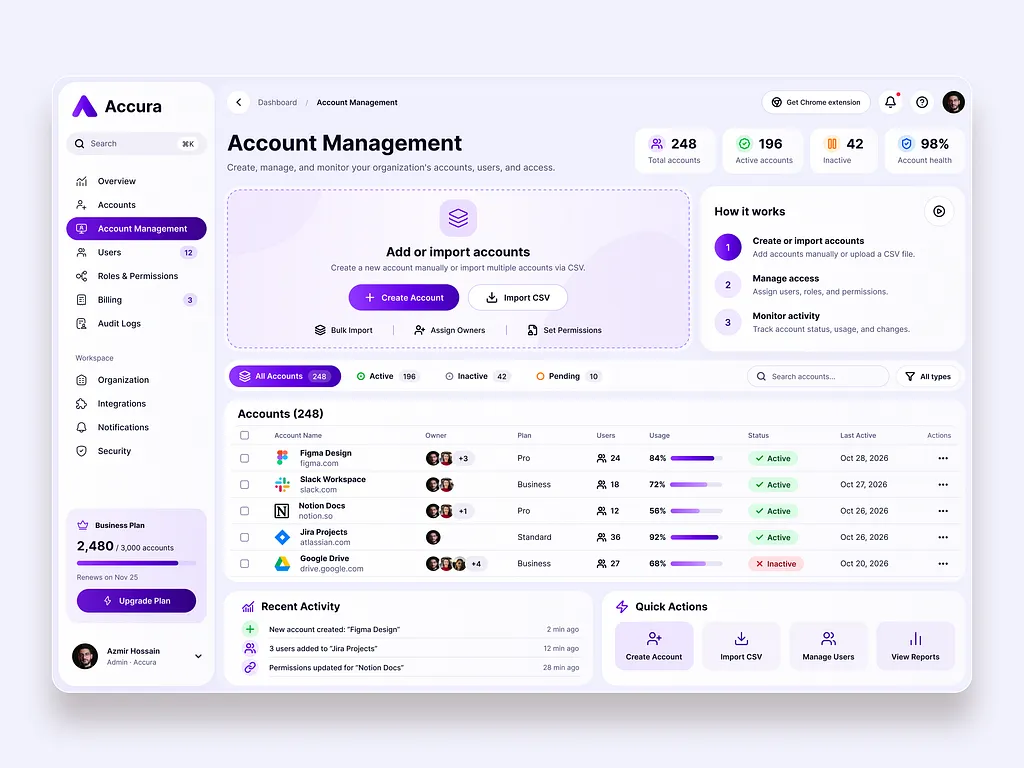 Accura
Search ⌘K
Overview
Accounts
Account Management
Users 12
Roles & Permissions
Billing 3
Audit Logs
Workspace
Organization
Integrations
Notifications
Security
Business Plan
2,480 / 3,000 accounts
Renews on Nov 25
Upgrade Plan
Azmir Hossain
Admin · Accura
Dashboard / Account Management
Get Chrome extension
Account Management
Create, manage, and monitor your organization's accounts, users, and access.
248
Total accounts
196
Active accounts
42
Inactive
98%
Account health
Add or import accounts
Create a new account manually or import multiple accounts via CSV.
Create Account
Import CSV
Bulk Import
Assign Owners
Set Permissions
How it works
1
Create or import accounts
Add accounts manually or upload a CSV file.
2
Manage access
Assign users, roles, and permissions.
3
Monitor activity
Track account status, usage, and changes.
All Accounts 248
Active 196
Inactive 42
Pending 10
Search accounts...
All types
Accounts (248)
Account Name Owner Plan Users Usage Status Last Active Actions
Figma Design
figma.com
+3 Pro 24 84% Active Oct 28, 2026
Slack Workspace
slack.com
Business 18 72% Active Oct 27, 2026
Notion Docs
notion.so
+1 Pro 12 56% Active Oct 26, 2026
Jira Projects
atlassian.com
Standard 36 92% Active Oct 26, 2026
Google Drive
drive.google.com
+4 Business 27 68% Inactive Oct 20, 2026
Recent Activity
New account created: "Figma Design" 2 min ago
3 users added to "Jira Projects" 12 min ago
Permissions updated for "Notion Docs" 28 min ago
Quick Actions
Create Account
Import CSV
Manage Users
View Reports